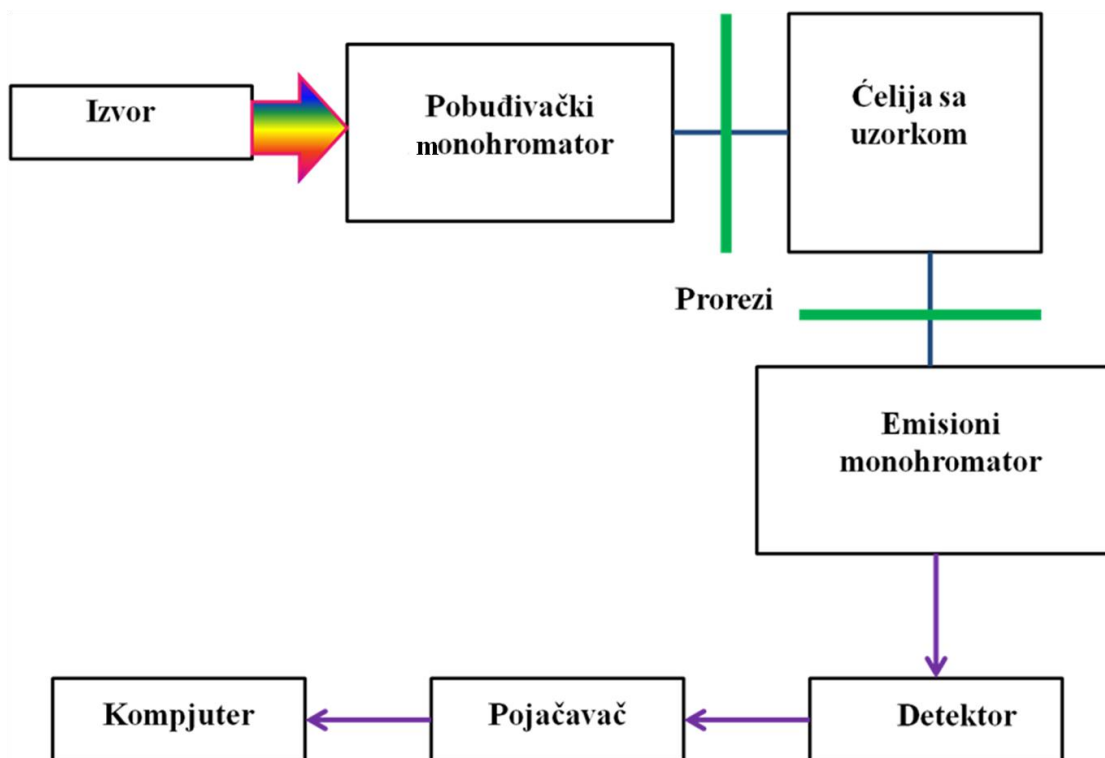 Izvor
Pobuđivački
monohromator
Ćelija sa
uzorkom
Prorezi
Emisioni
monohromator
Kompjuter
Pojačavač
Detektor